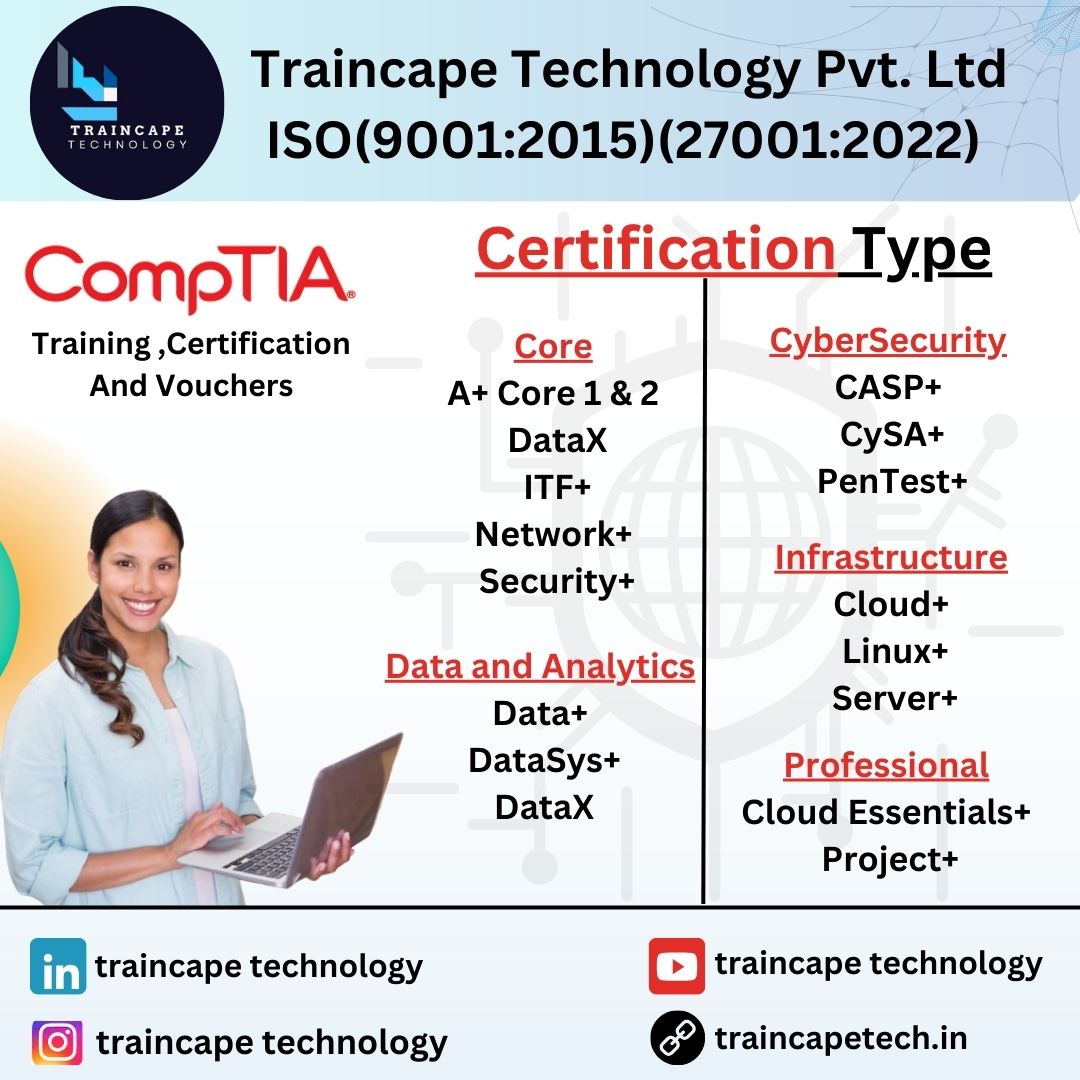 TRAINCAPE
TECHNOLOGY
Traincape Technology Pvt. Ltd
ISO(9001:2015)(27001:2022)
CompTIA®
Training ,Certification
And Vouchers
Certification Type
Core
A+ Core 1 & 2
DataX
ITF+
Network+
Security+
Data and Analytics
Data+
DataSys+
DataX
CyberSecurity
CASP+
CySA+
PenTest+
Infrastructure
Cloud+
Linux+
Server+
Professional
Cloud Essentials+
Project+
in traincape technology
traincape technology
traincape technology
traincapetech.in